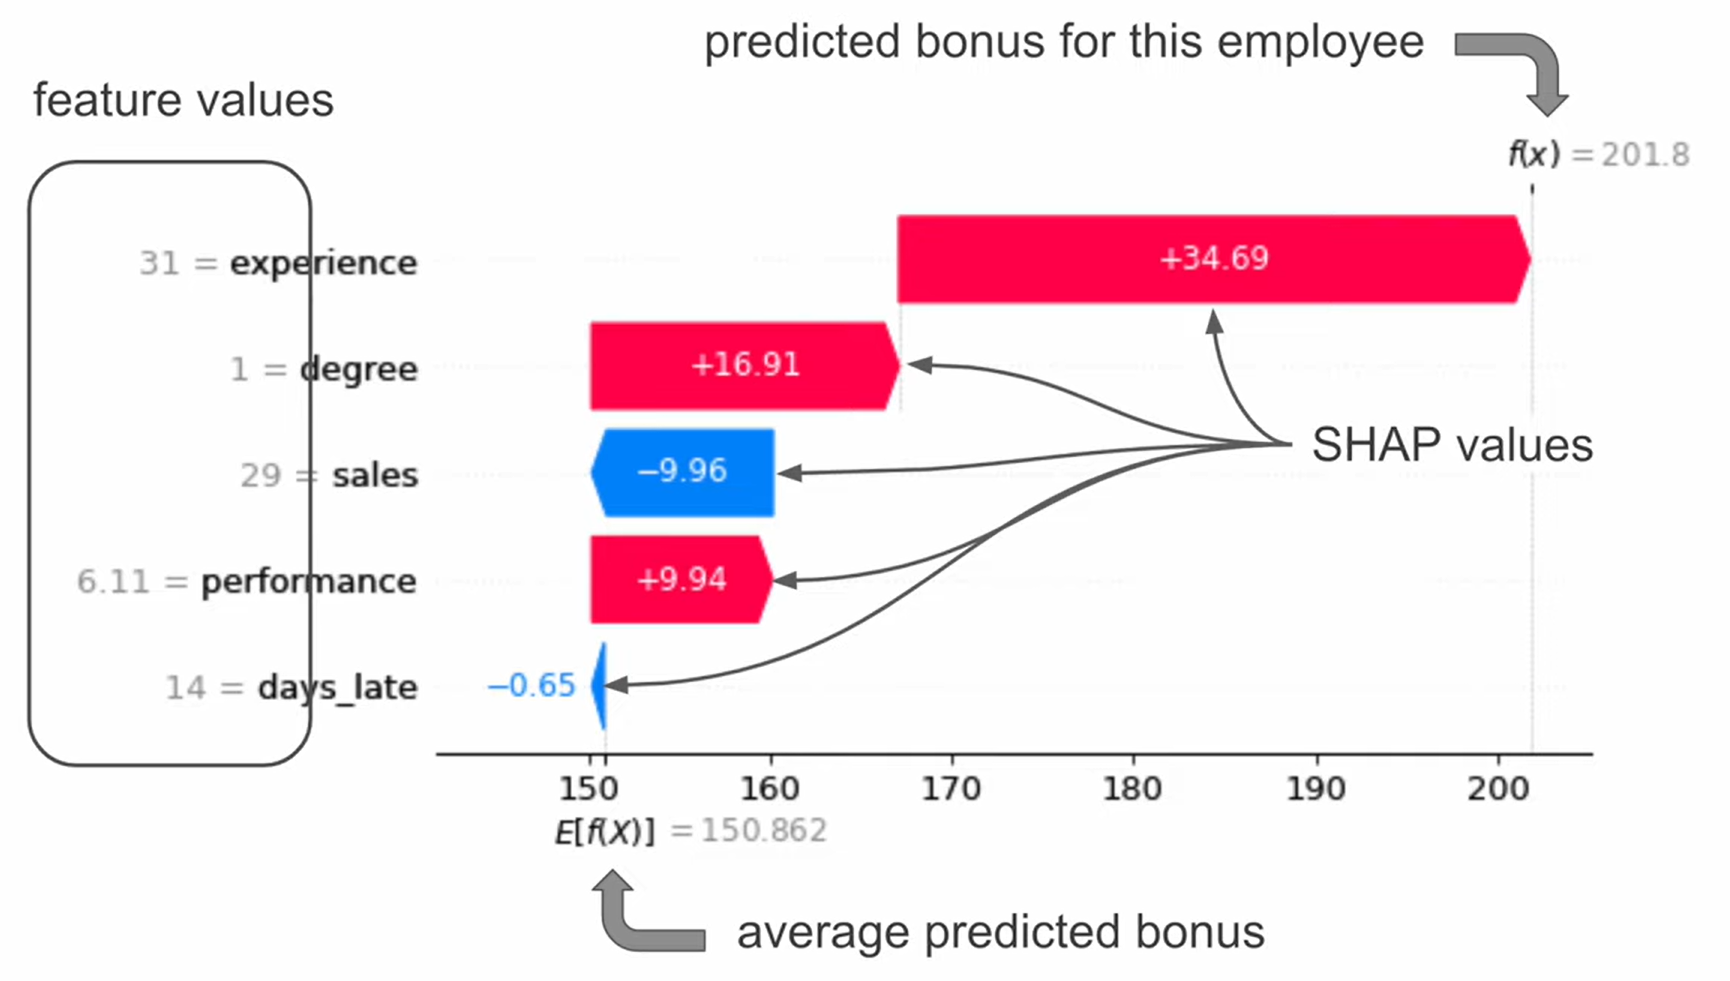 predicted bonus for this employee
feature values
f(x) = 201.8
31 = experience
+34.69
1 = degree
+16.91
29 = sales
−9.96
SHAP values
6.11 = performance
+9.94
14 = days_late
−0.65
150 160 170 180 190 200
E[f(X)] = 150.862
average predicted bonus